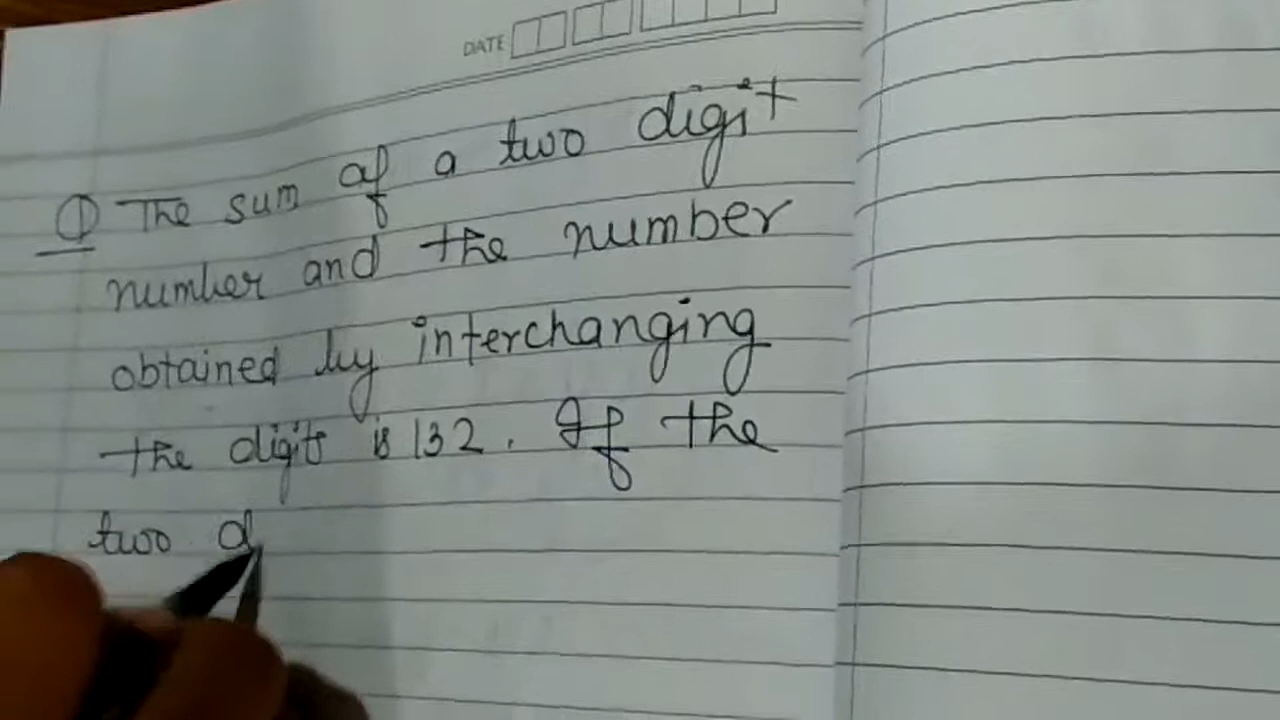 DATE
① The sum of a two digit
number and the number
obtained by interchanging
the digits is 132. If the
two d